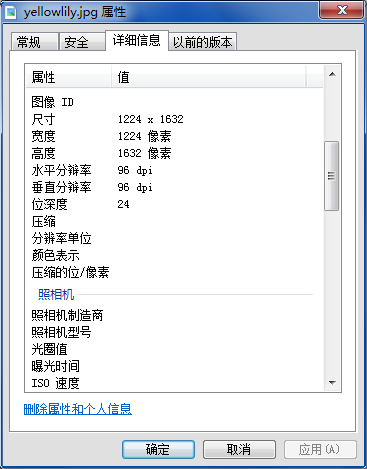 yellowlily.jpg 属性
常规 安全 详细信息 以前的版本
属性 值
图像 ID
尺寸 1224 x 1632
宽度 1224 像素
高度 1632 像素
水平分辨率 96 dpi
垂直分辨率 96 dpi
位深度 24
压缩
分辨率单位
颜色表示
压缩的位/像素
照相机
照相机制造商
照相机型号
光圈值
曝光时间
ISO 速度
删除属性和个人信息
确定 取消 应用(A)